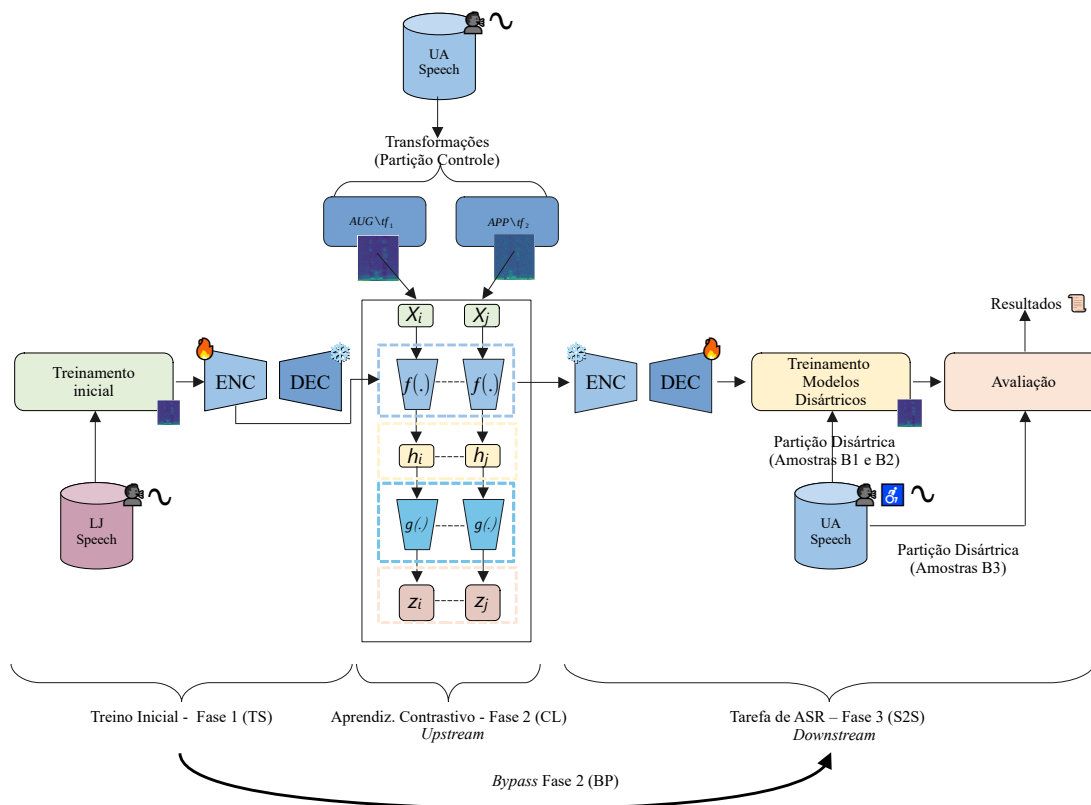 UA
Speech
Transformações
(Partição Controle)
AUG\tf₁
APP\tf₂
Xᵢ
Xⱼ
Resultados
Treinamento
inicial
ENC
DEC
f(.)
f(.)
ENC
DEC
Treinamento
Modelos
Disártricos
Avaliação
hᵢ
hⱼ
Partição Disártrica
(Amostras B1 e B2)
LJ
Speech
g(.)
g(.)
UA
Speech
Partição Disártrica
(Amostras B3)
zᵢ
zⱼ
Treino Inicial - Fase 1 (TS)
Aprendiz. Contrastivo - Fase 2 (CL)
Upstream
Tarefa de ASR – Fase 3 (S2S)
Downstream
Bypass Fase 2 (BP)